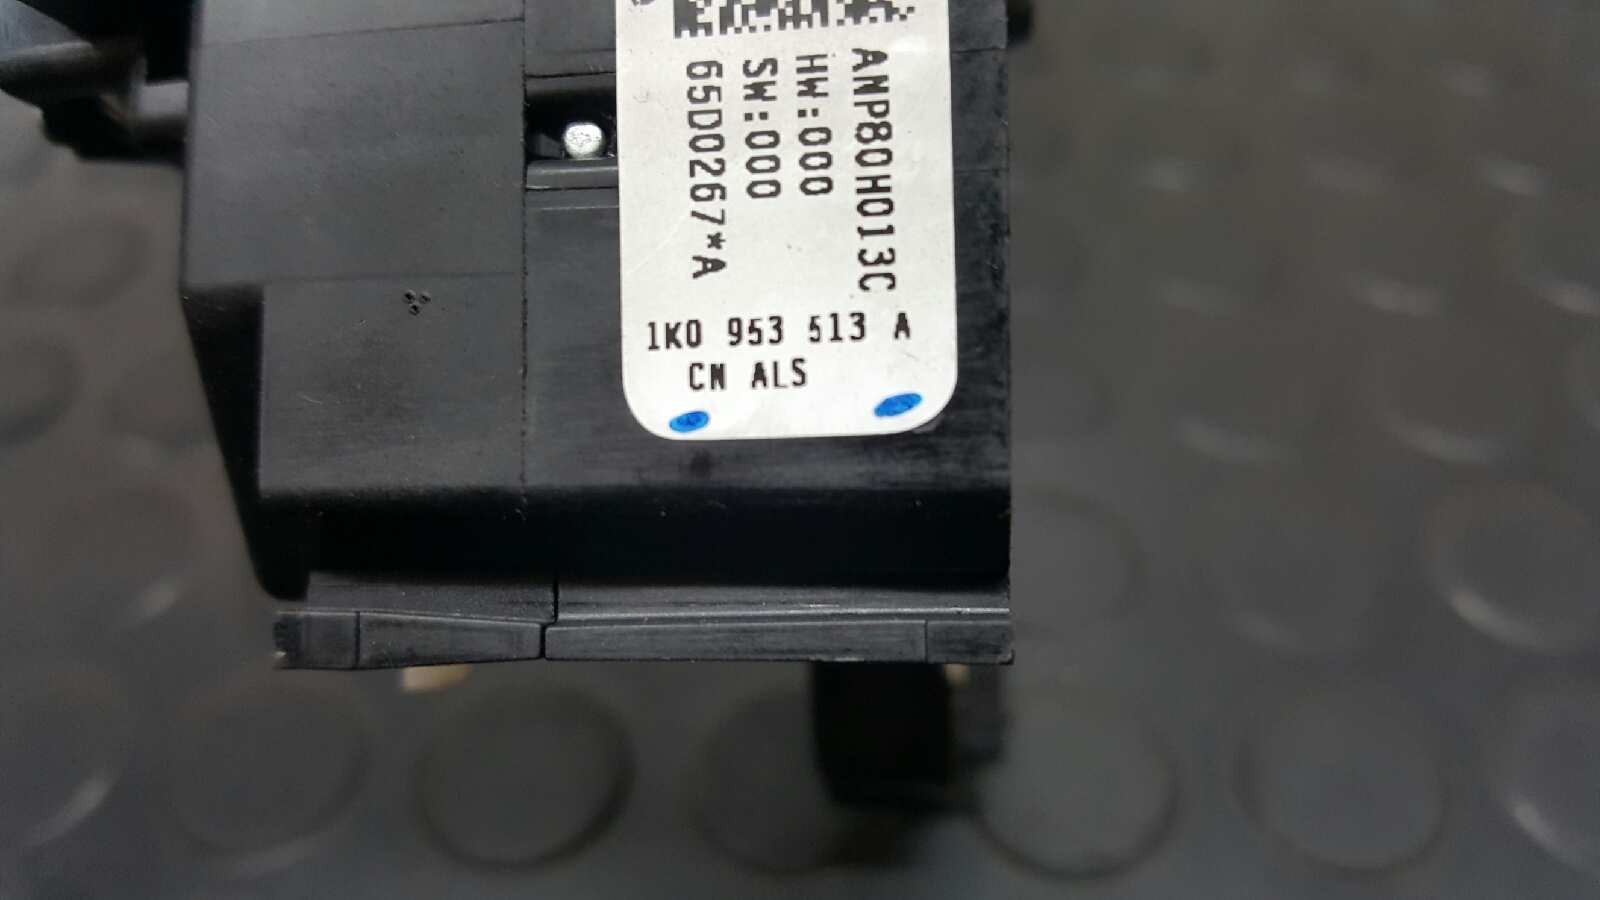 ANP80H013C
HW:000
SW:000
65D0267*A
1K0 953 513 A
CN ALS